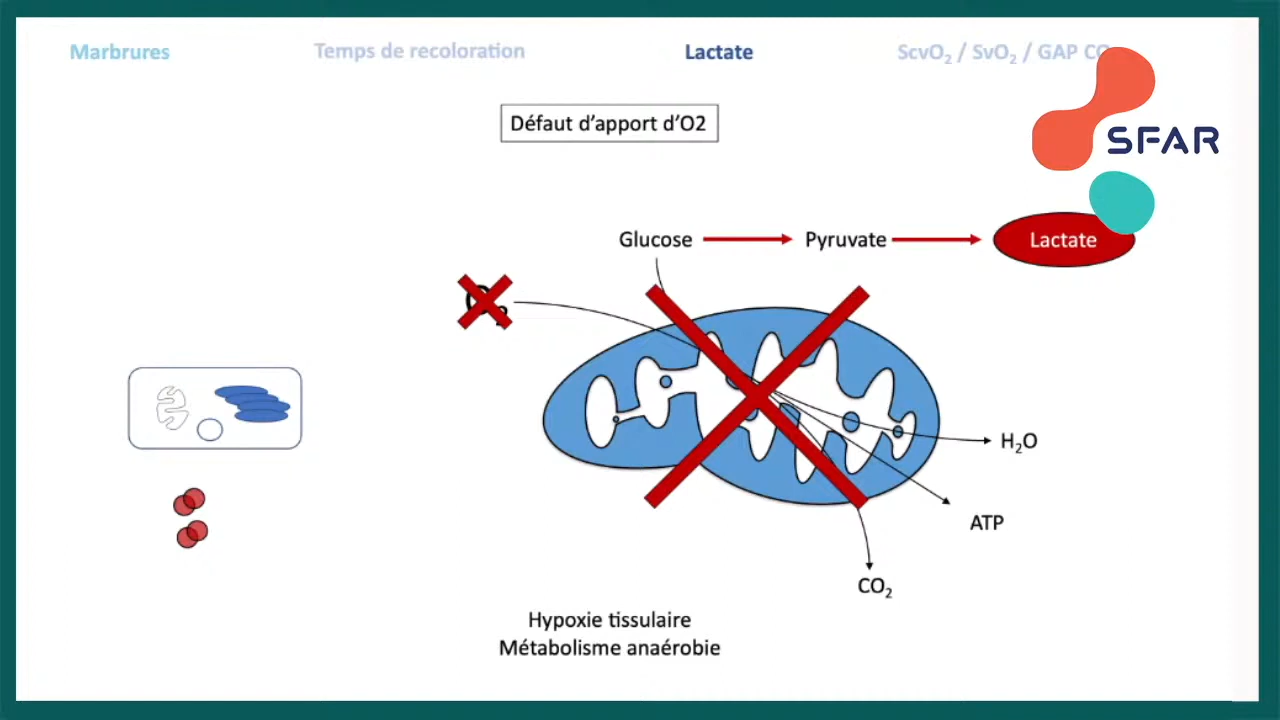 Marbrures
Temps de recoloration
Lactate
ScvO₂ / SvO₂ / GAP CO
SFAR
Défaut d'apport d'O2
Glucose
Pyruvate
Lactate
O₂
H₂O
ATP
CO₂
Hypoxie tissulaire
Métabolisme anaérobie